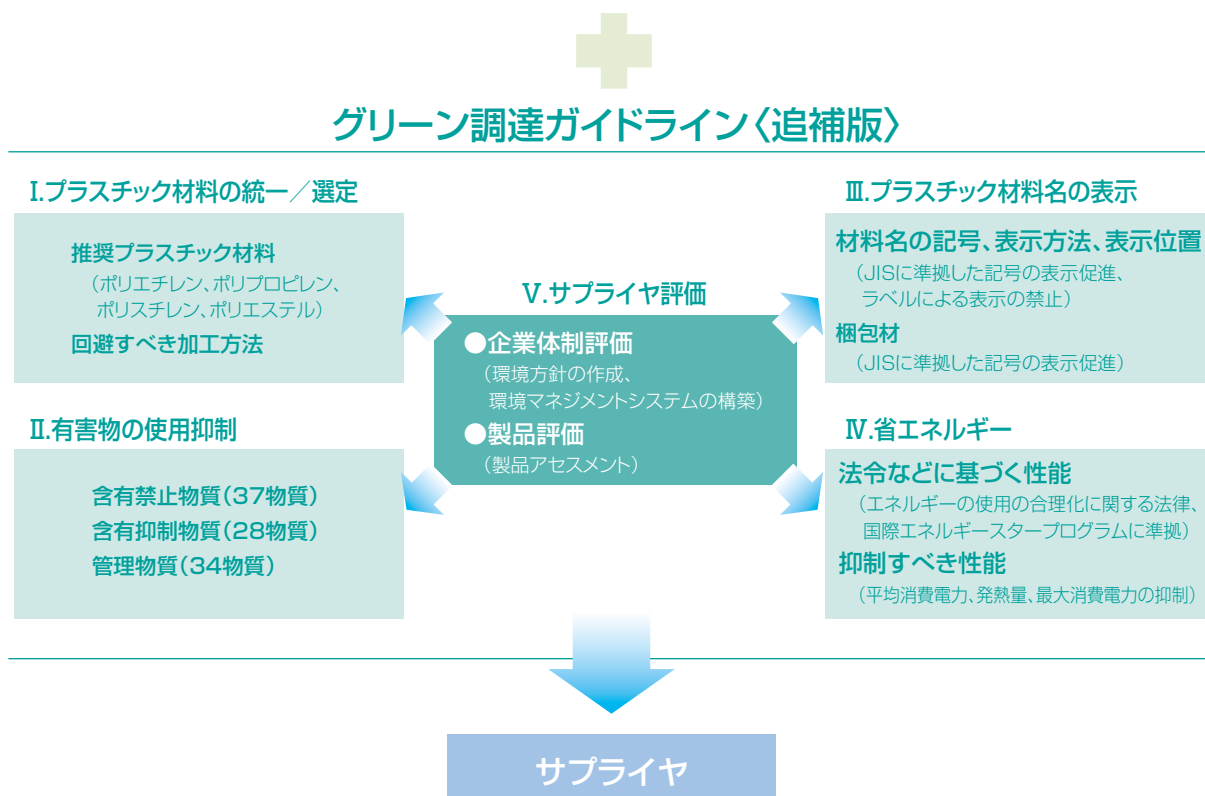 グリーン調達ガイドライン〈追補版〉
Ⅰ.プラスチック材料の統一／選定
推奨プラスチック材料
（ポリエチレン、ポリプロピレン、
ポリスチレン、ポリエステル）
回避すべき加工方法
Ⅱ.有害物の使用抑制
含有禁止物質(37物質)
含有抑制物質(28物質)
管理物質(34物質)
Ⅴ.サプライヤ評価
●企業体制評価
（環境方針の作成、
環境マネジメントシステムの構築）
●製品評価
（製品アセスメント）
Ⅲ.プラスチック材料名の表示
材料名の記号、表示方法、表示位置
（JISに準拠した記号の表示促進、
ラベルによる表示の禁止）
梱包材
（JISに準拠した記号の表示促進）
Ⅳ.省エネルギー
法令などに基づく性能
（エネルギーの使用の合理化に関する法律、
国際エネルギースタープログラムに準拠）
抑制すべき性能
（平均消費電力、発熱量、最大消費電力の抑制）
サプライヤ